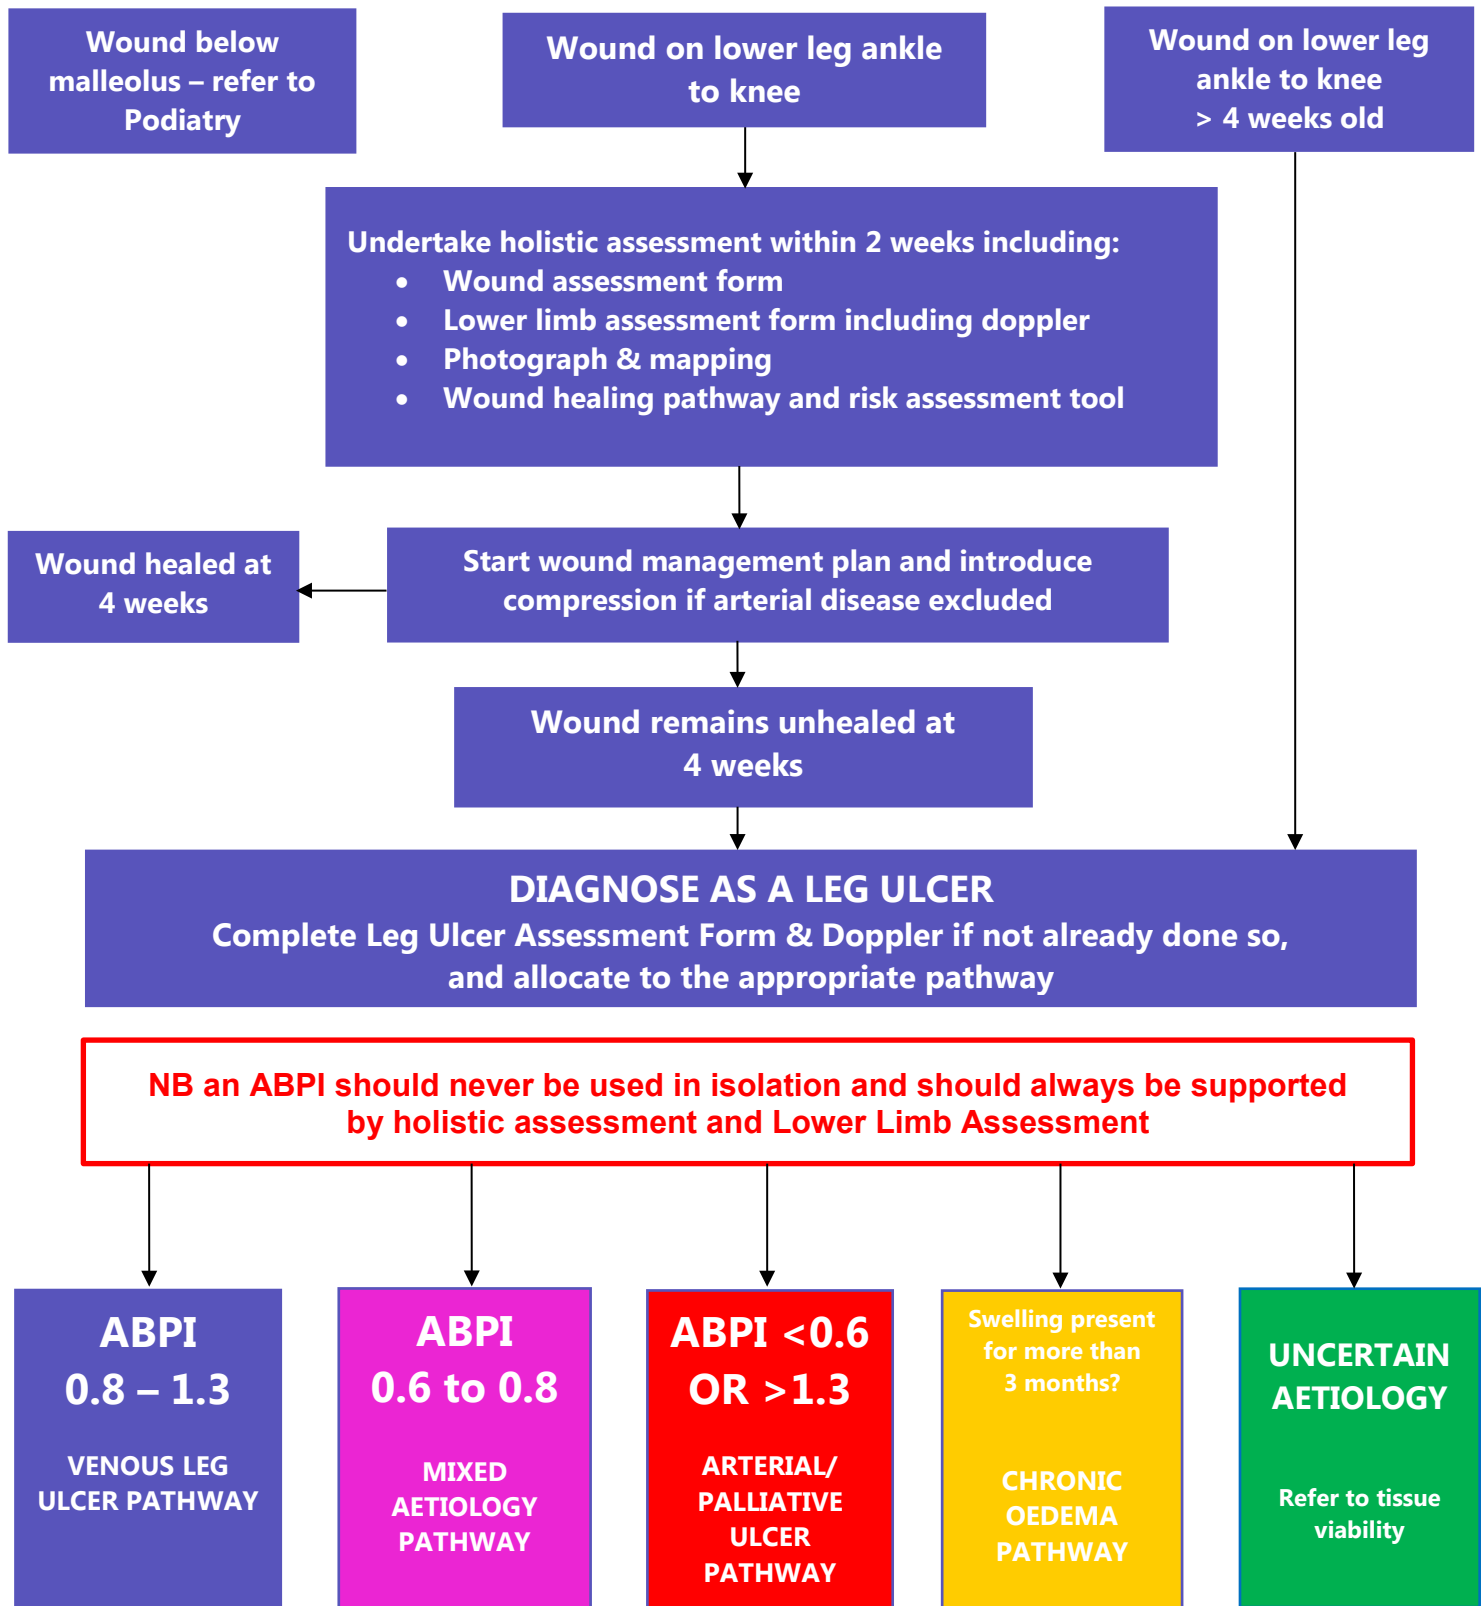 Wound below
malleolus – refer to
Podiatry
Wound on lower leg ankle
to knee
Wound on lower leg
ankle to knee
> 4 weeks old
Undertake holistic assessment within 2 weeks including:
• Wound assessment form
• Lower limb assessment form including doppler
• Photograph & mapping
• Wound healing pathway and risk assessment tool
Wound healed at
4 weeks
Start wound management plan and introduce
compression if arterial disease excluded
Wound remains unhealed at
4 weeks
DIAGNOSE AS A LEG ULCER
Complete Leg Ulcer Assessment Form & Doppler if not already done so,
and allocate to the appropriate pathway
NB an ABPI should never be used in isolation and should always be supported
by holistic assessment and Lower Limb Assessment
ABPI
0.8 – 1.3
VENOUS LEG
ULCER PATHWAY
ABPI
0.6 to 0.8
MIXED
AETIOLOGY
PATHWAY
ABPI <0.6
OR >1.3
ARTERIAL/
PALLIATIVE
ULCER
PATHWAY
Swelling present
for more than
3 months?
CHRONIC
OEDEMA
PATHWAY
UNCERTAIN
AETIOLOGY
Refer to tissue
viability